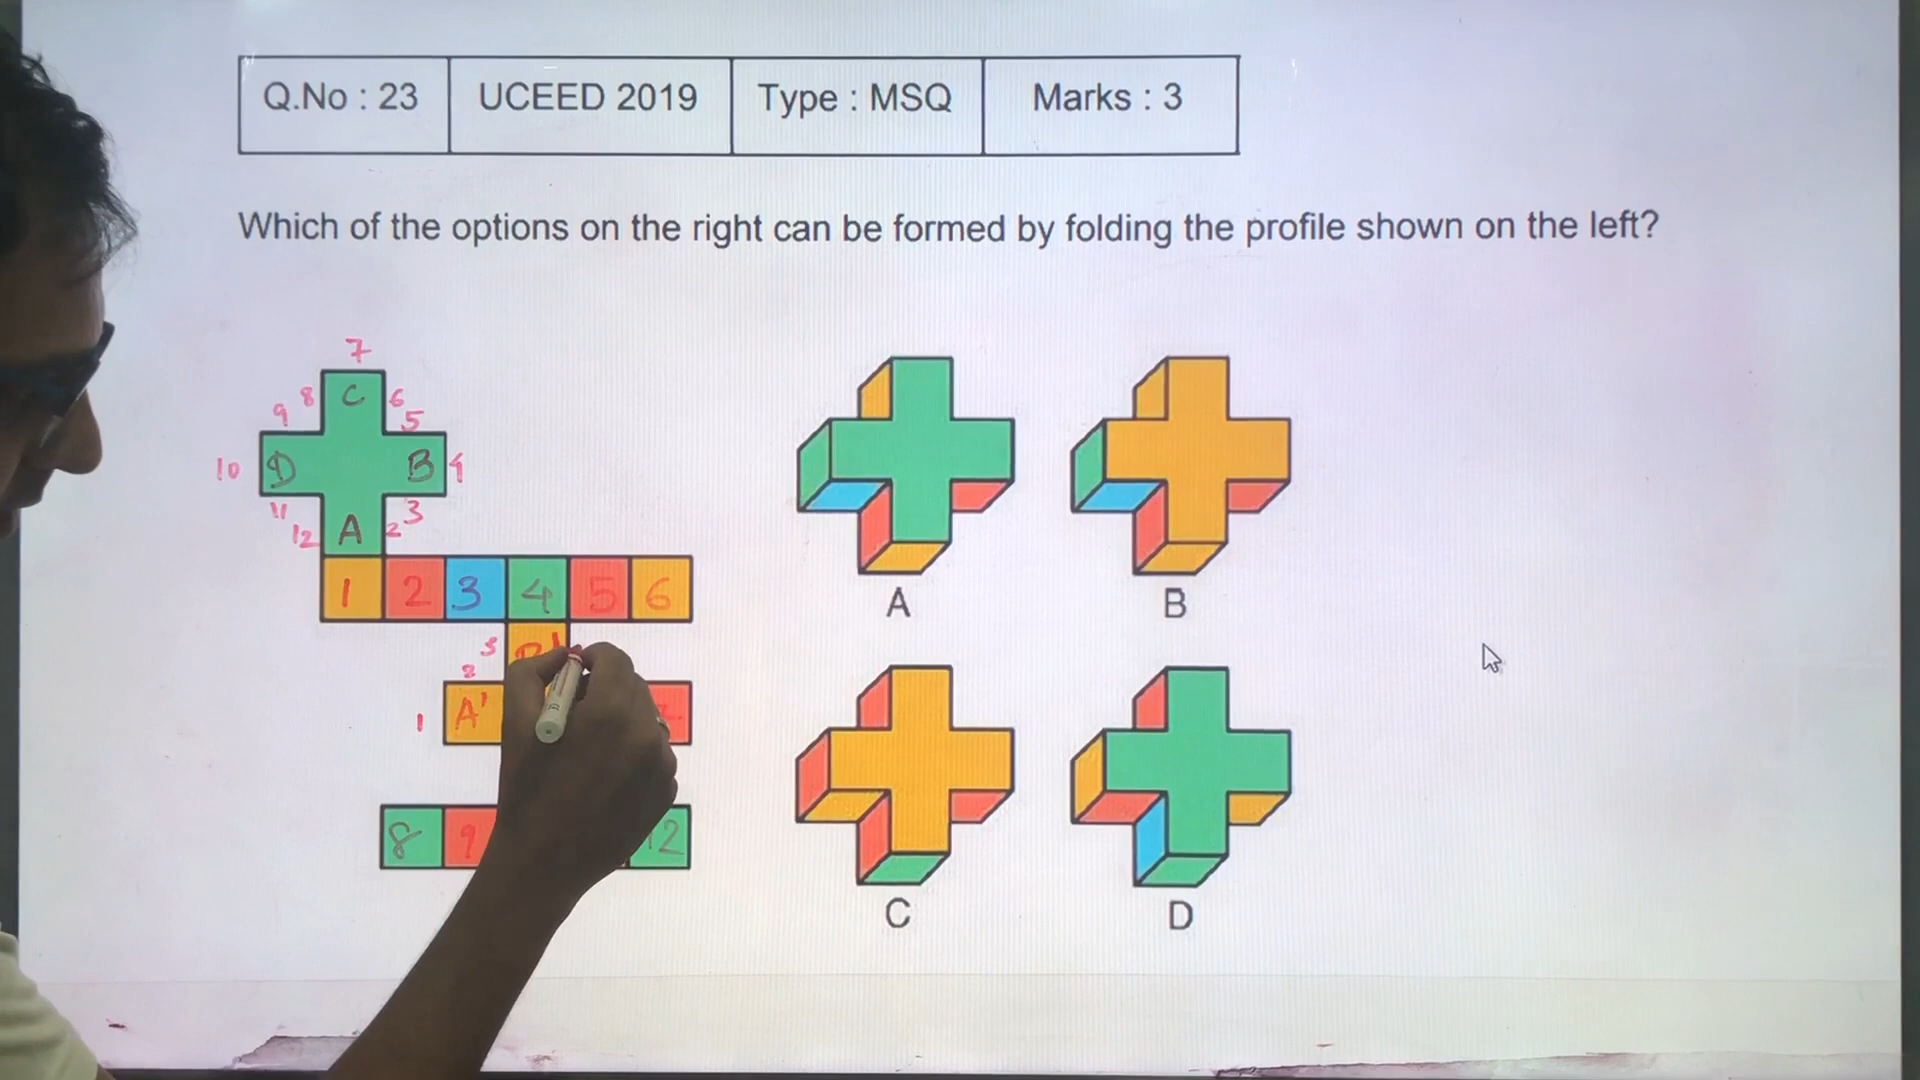 Q.No : 23 UCEED 2019 Type : MSQ Marks : 3
Which of the options on the right can be formed by folding the profile shown on the left?
7
8 C 6
9 5
10 D B 4
11 3
12 A 2
1 2 3 4 5 6
3
2
1 A'
8 9 12
A B
C D